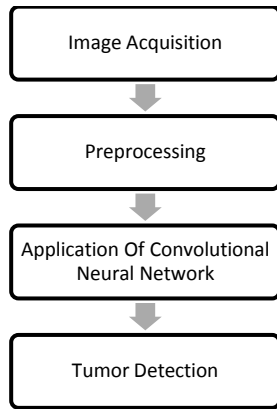 Image Acquisition
Preprocessing
Application Of Convolutional
Neural Network
Tumor Detection